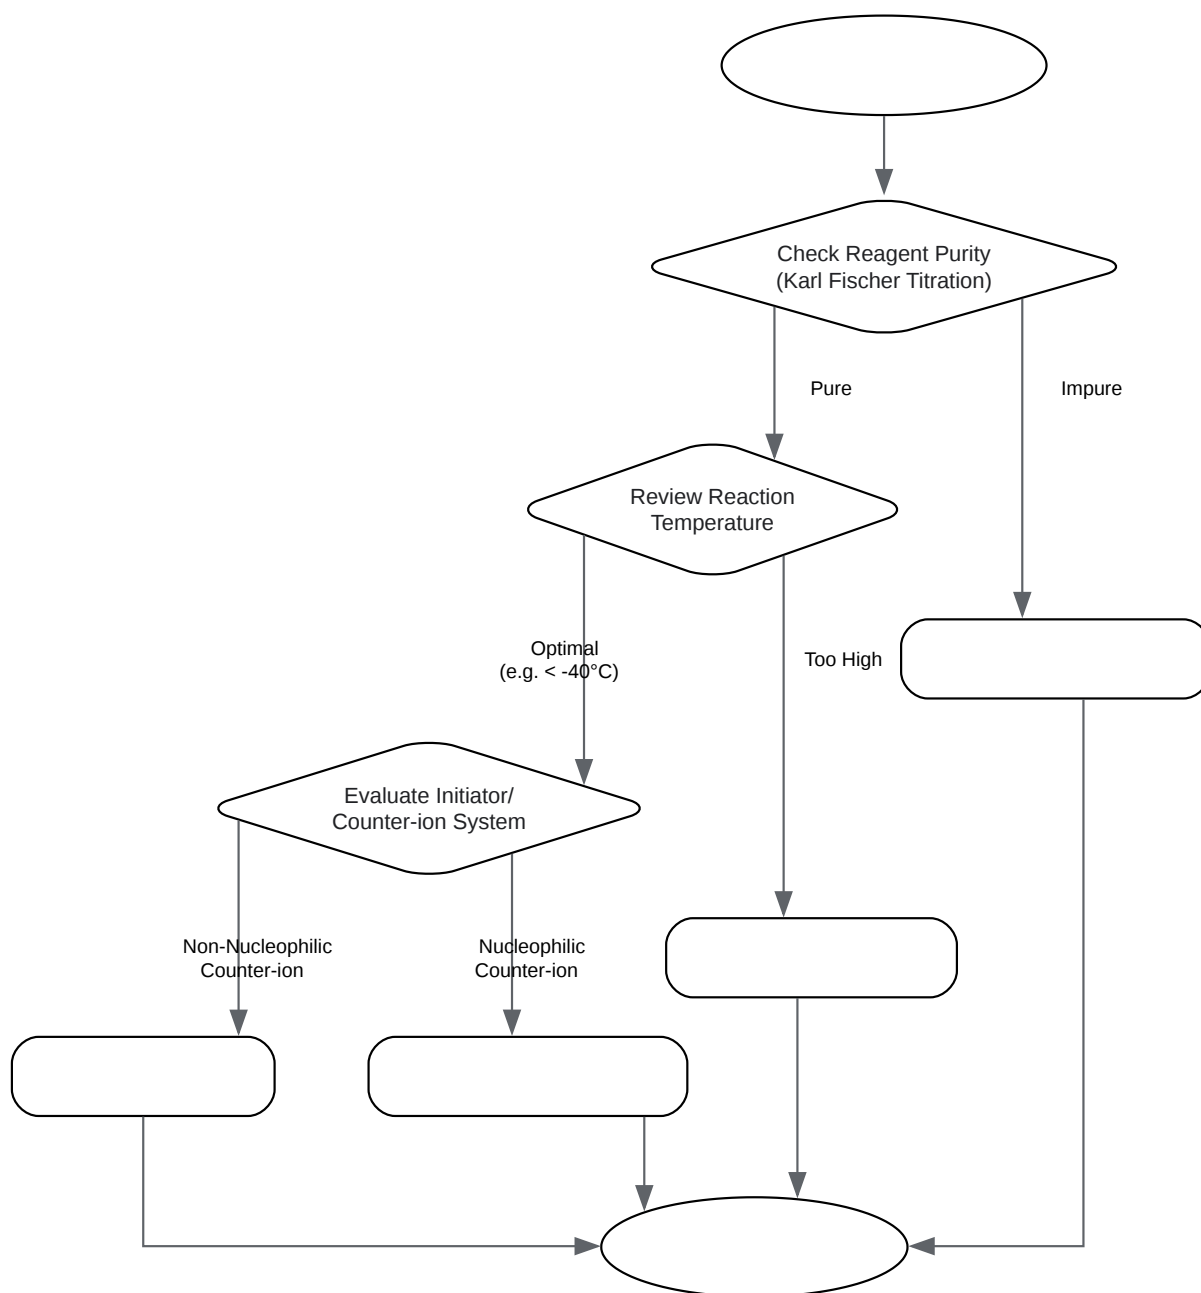 Check Reagent Purity
(Karl Fischer Titration)
Pure
Impure
Review Reaction
Temperature
Optimal
(e.g. < -40°C)
Too High
Evaluate Initiator/
Counter-ion System
Non-Nucleophilic
Counter-ion
Nucleophilic
Counter-ion